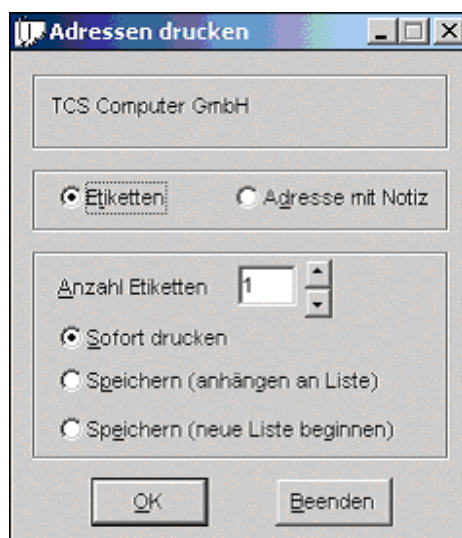 Adressen drucken
TCS Computer GmbH
Etiketten Adresse mit Notiz
Anzahl Etiketten 1
Sofort drucken
Speichern (anhängen an Liste)
Speichern (neue Liste beginnen)
OK Beenden